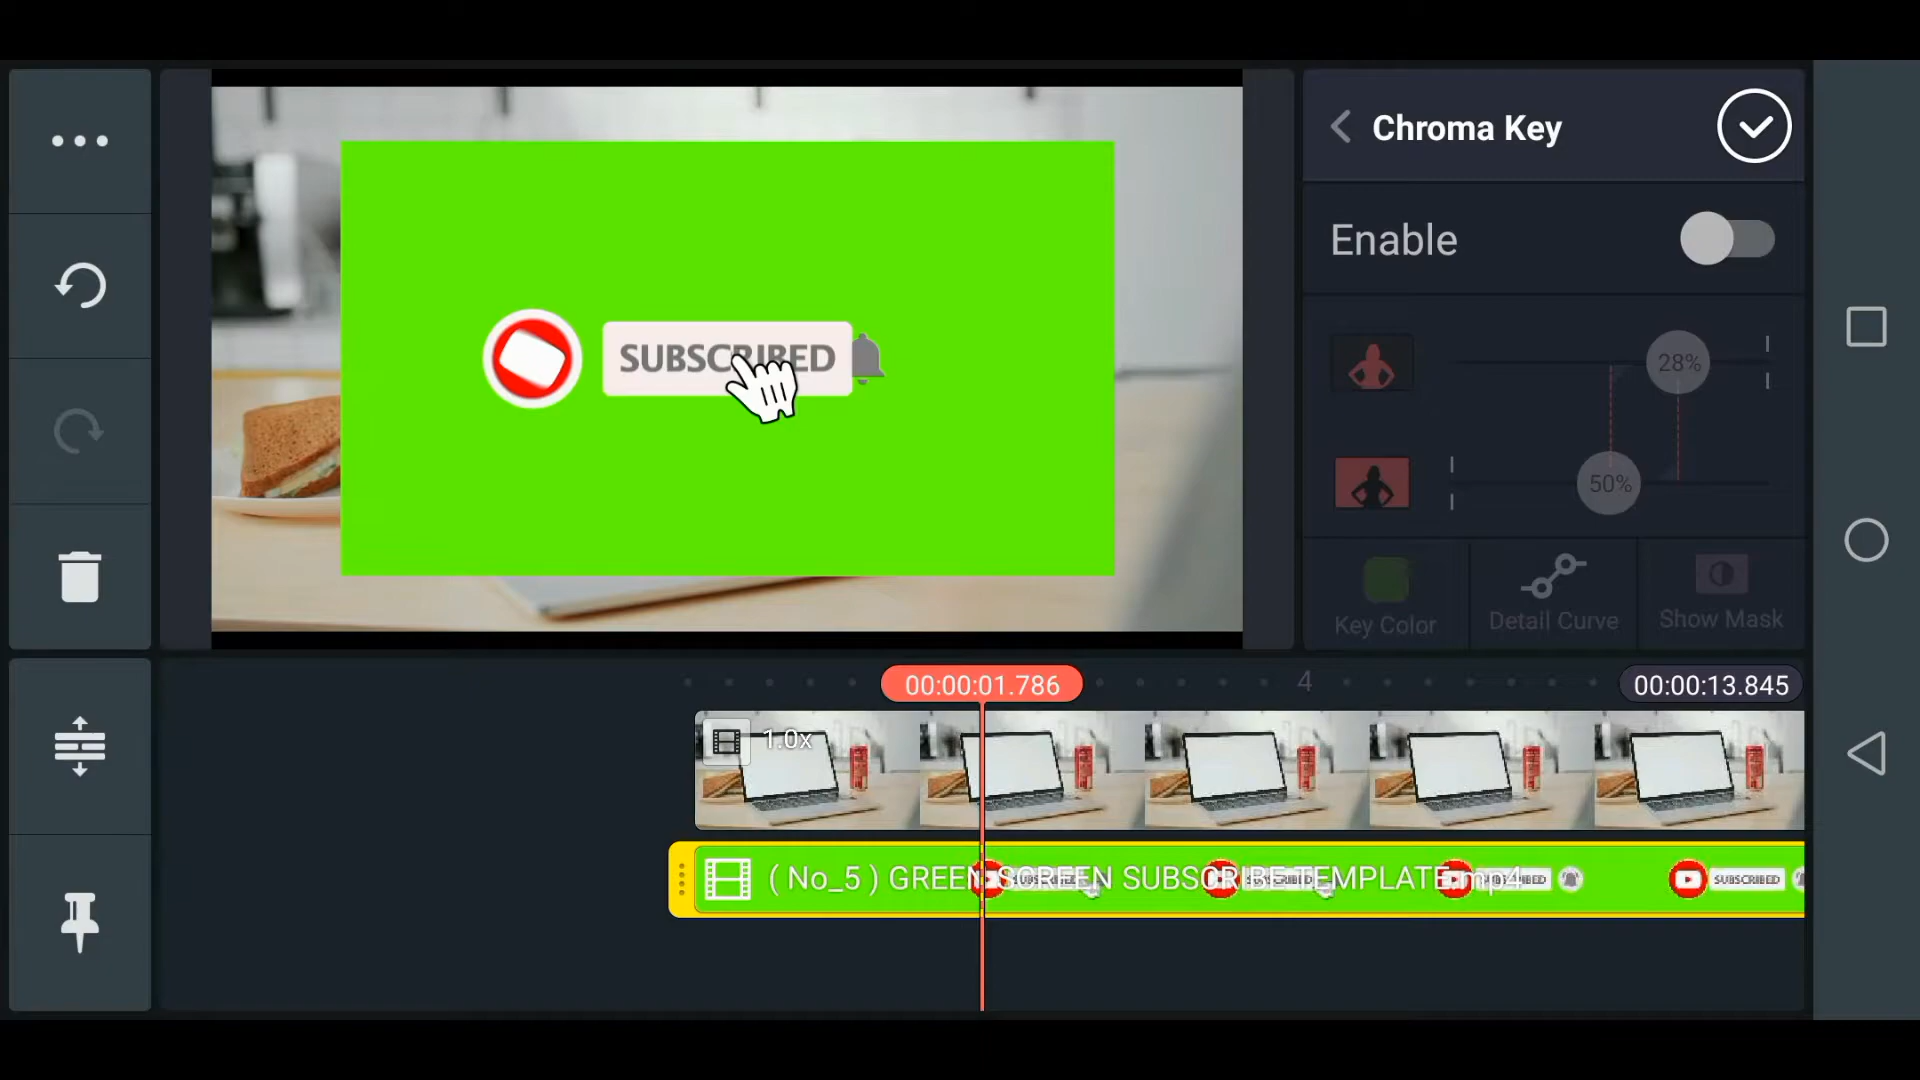 Chroma Key
Enable
SUBSCRIBED
28%
50%
Key Color
Detail Curve
Show Mask
00:00:01.786
4
00:00:13.845
1.0x
( No_5 ) GREEN SCREEN SUBSCRIBE TEMPLATE.mp4
SUBSCRIBED